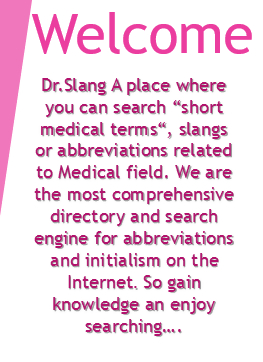 Welcome
Dr.Slang A place where
you can search “short
medical terms“, slangs
or abbreviations related
to Medical field. We are
the most comprehensive
directory and search
engine for abbreviations
and initialism on the
Internet. So gain
knowledge an enjoy
searching….